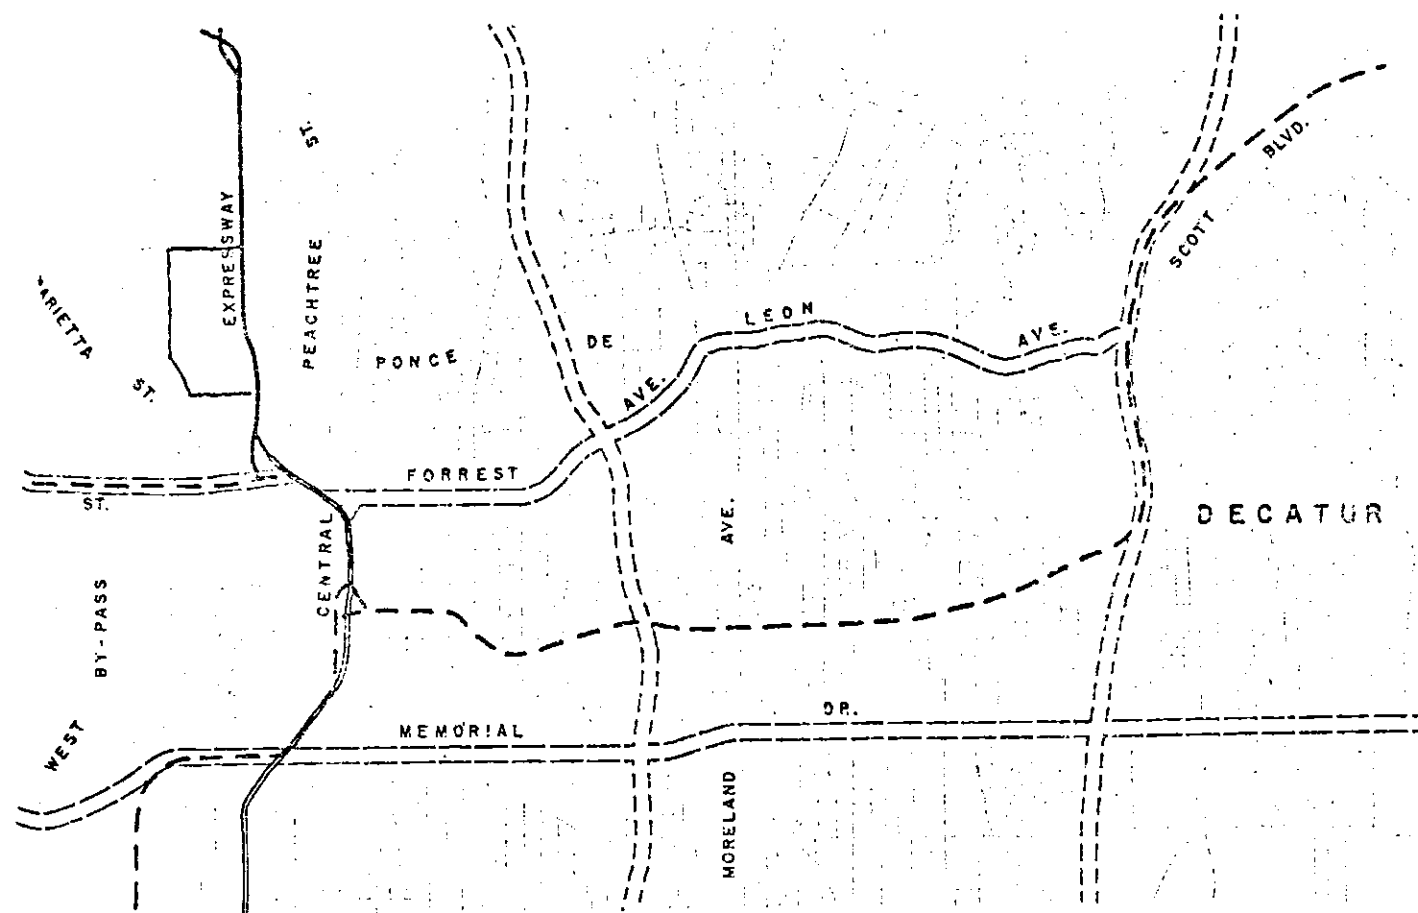 ST.
BLVD.
EXPRESSWAY
SCOTT
PEACHTREE
ARIETTA
LEON
DE
AVE.
PONCE
ST.
AVE.
FORREST
ST.
AVE.
DECATUR
CENTRAL
BY-PASS
DR.
MEMORIAL
WEST
MORELAND